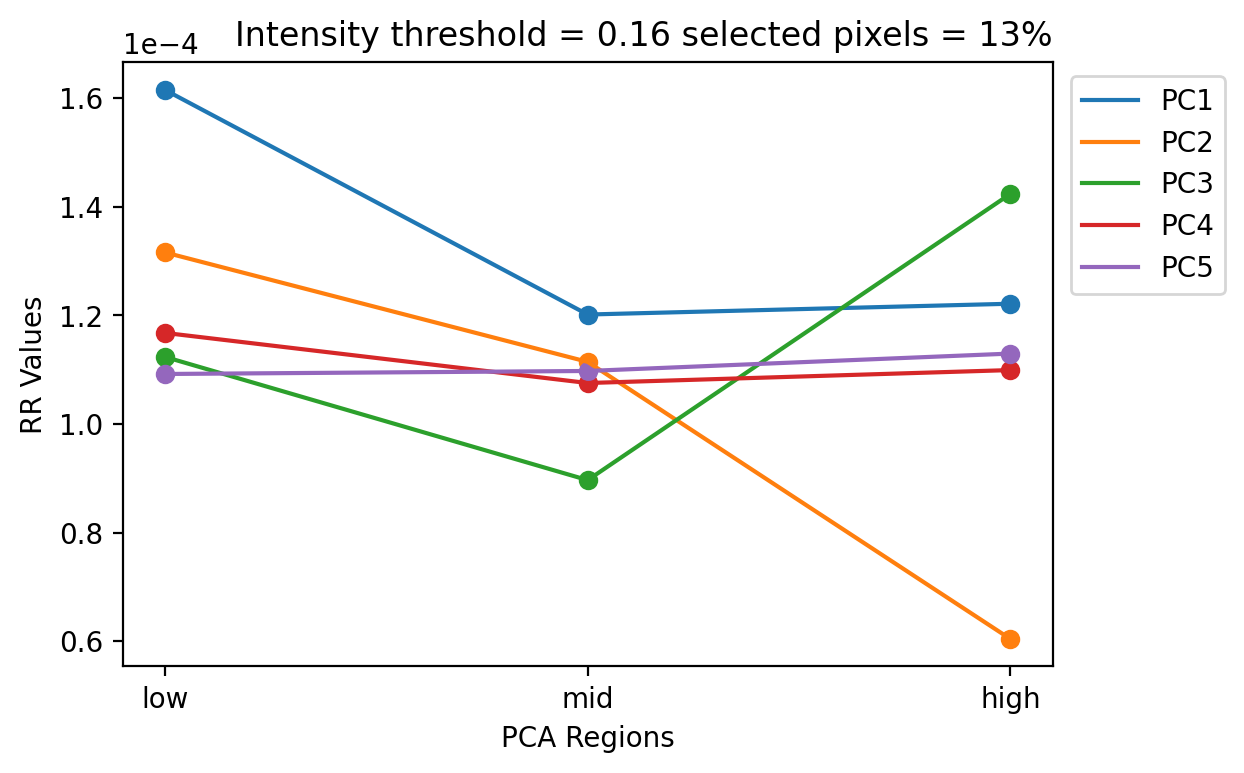 Intensity threshold = 0.16 selected pixels = 13%
1e−4
1.6
1.4
1.2
1.0
0.8
0.6
RR Values
low
mid
high
PCA Regions
PC1
PC2
PC3
PC4
PC5